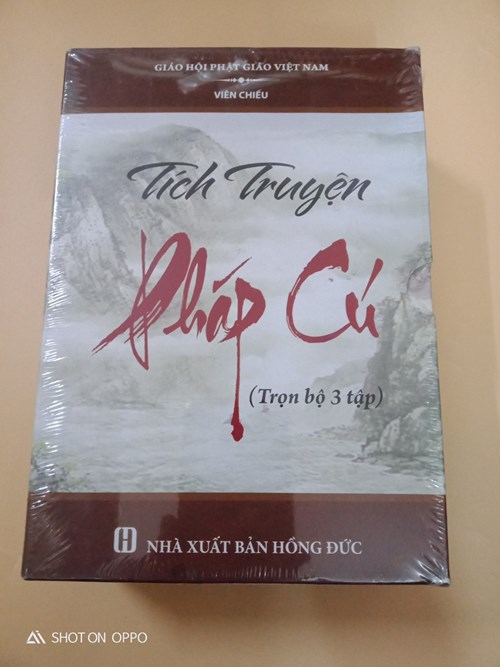 GIÁO HỘI PHẬT GIÁO VIỆT NAM
VIÊN CHIẾU
Tích Truyện
Pháp Cú
(Trọn bộ 3 tập)
H NHÀ XUẤT BẢN HỒNG ĐỨC
SHOT ON OPPO